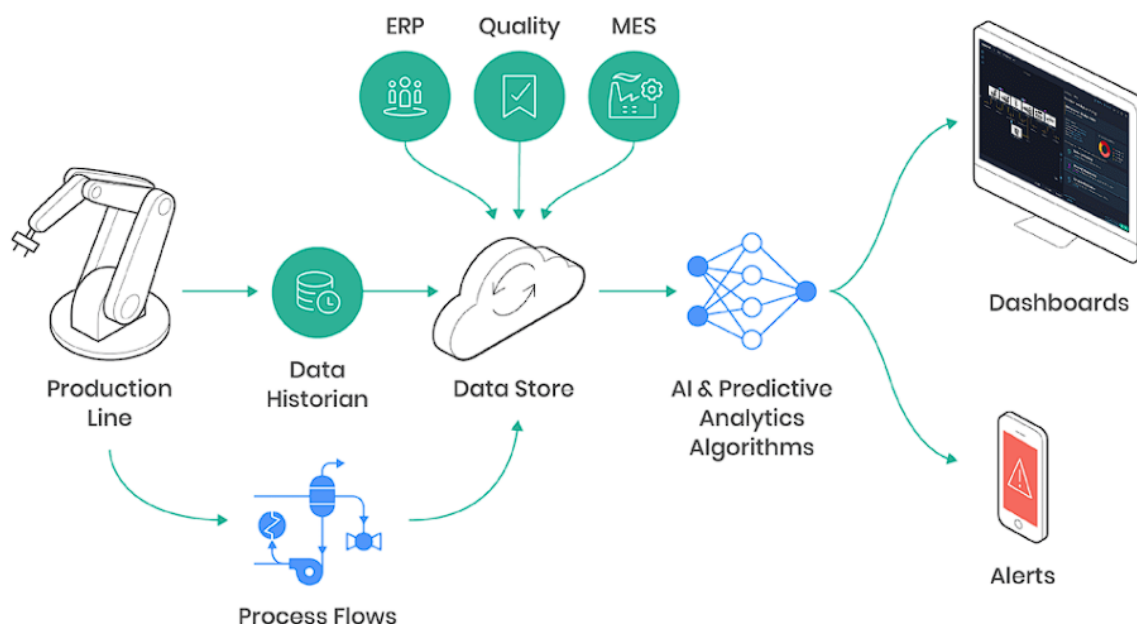 ERP
Quality
MES
Production
Line
Data
Historian
Data Store
AI & Predictive
Analytics
Algorithms
Dashboards
Process Flows
Alerts